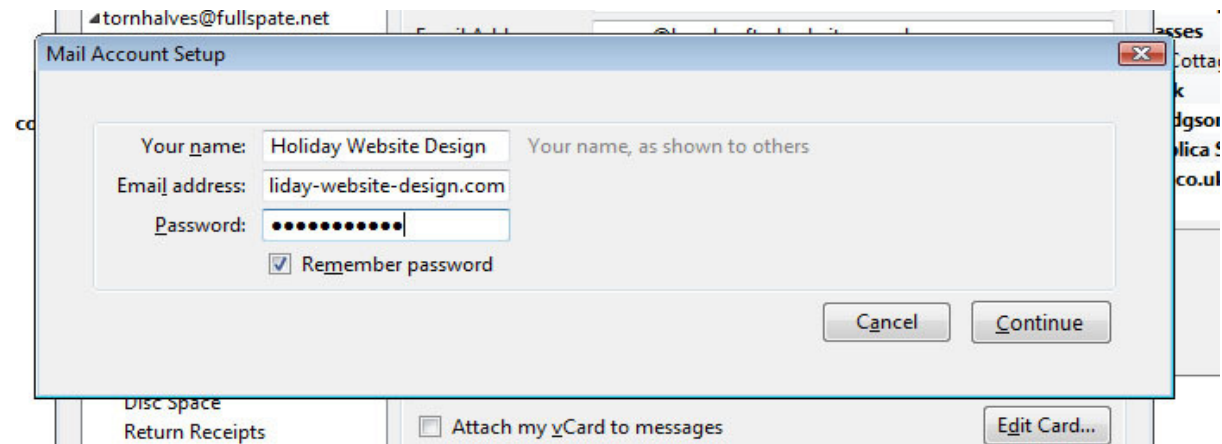 tornhalves@fullspate.net
Mail Account Setup
Your name: Holiday Website Design Your name, as shown to others
Email address: liday-website-design.com
Password: •••••••••••
Remember password
Cancel Continue
Disc Space
Return Receipts
Attach my vCard to messages
Edit Card...